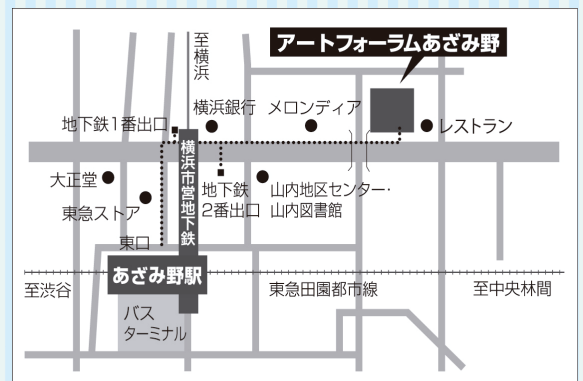 至横浜
アートフォーラムあざみ野
地下鉄1番出口
横浜銀行
メロンディア
レストラン
横浜市営地下鉄
大正堂
東急ストア
地下鉄
2番出口
山内地区センター・
山内図書館
東口
あざみ野駅
至渋谷
東急田園都市線
至中央林間
バス
ターミナル